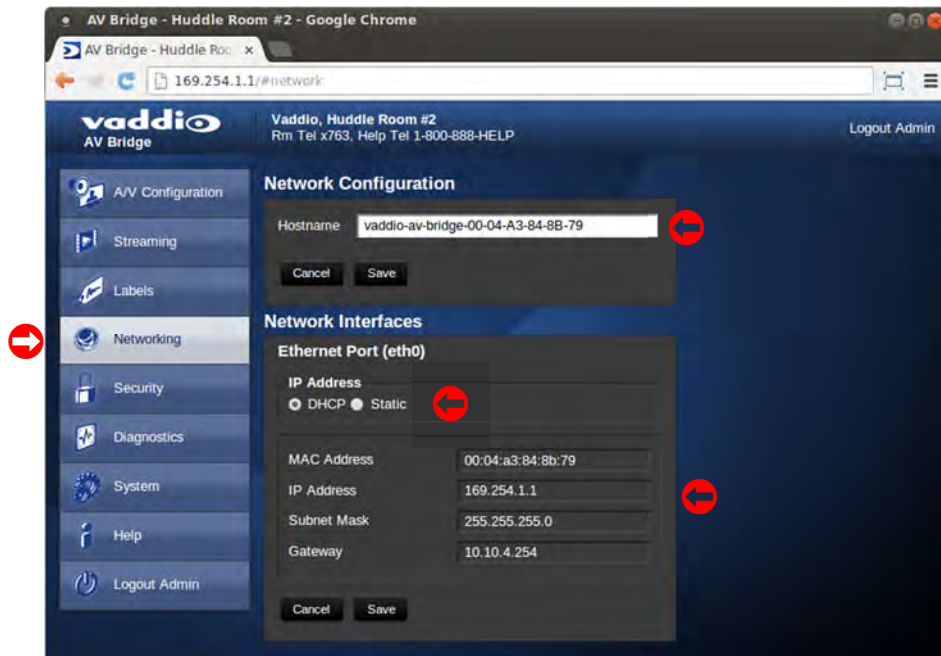 AV Bridge - Huddle Room #2 - Google Chrome
AV Bridge - Huddle Roo ×
169.254.1.1/#network
vaddio
AV Bridge
Vaddio, Huddle Room #2
Rm Tel x763, Help Tel 1-800-888-HELP
Logout Admin
A/V Configuration
Streaming
Labels
Networking
Security
Diagnostics
System
Help
Logout Admin
Network Configuration
Hostname vaddio-av-bridge-00-04-A3-84-8B-79
Cancel Save
Network Interfaces
Ethernet Port (eth0)
IP Address
DHCP Static
MAC Address 00:04:a3:84:8b:79
IP Address 169.254.1.1
Subnet Mask 255.255.255.0
Gateway 10.10.4.254
Cancel Save